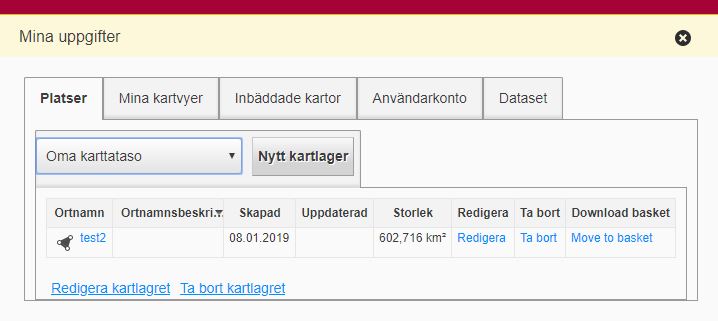 Mina uppgifter
Platser Mina kartvyer Inbäddade kartor Användarkonto Dataset
Oma karttataso Nytt kartlager
Ortnamn Ortnamnsbeskri... Skapad Uppdaterad Storlek Redigera Ta bort Download basket
test2 08.01.2019 602,716 km² Redigera Ta bort Move to basket
Redigera kartlagret Ta bort kartlagret